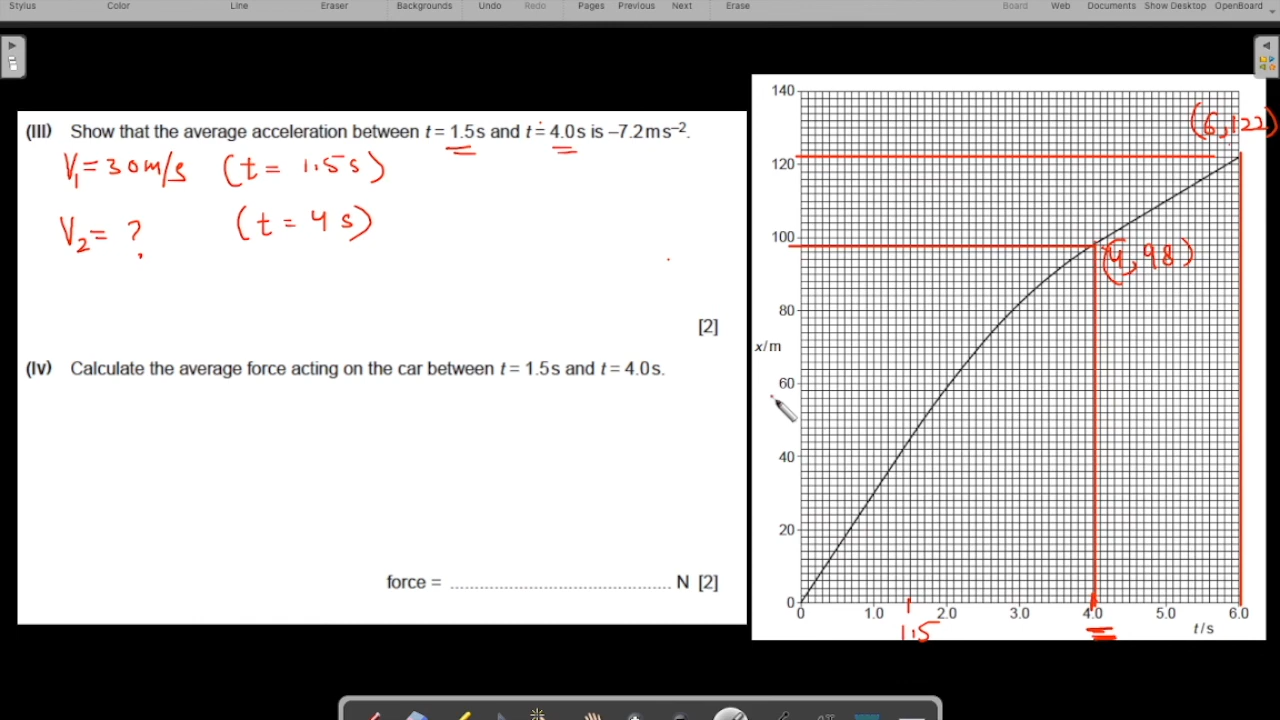 Stylus Color Line Eraser Backgrounds Undo Redo Pages Previous Next Erase Board Web Documents Show Desktop OpenBoard
(III) Show that the average acceleration between t = 1.5 s and t = 4.0 s is –7.2 m s⁻².
V₁ = 30 m/s (t = 1.5 s)
V₂ = ? (t = 4 s)
[2]
(Iv) Calculate the average force acting on the car between t = 1.5 s and t = 4.0 s.
force = ........................................ N [2]
140
(6, 122)
120
100
(4, 98)
80
x/m
60
40
20
0
0 1.0 2.0 3.0 4.0 5.0 6.0
1.5
t/s